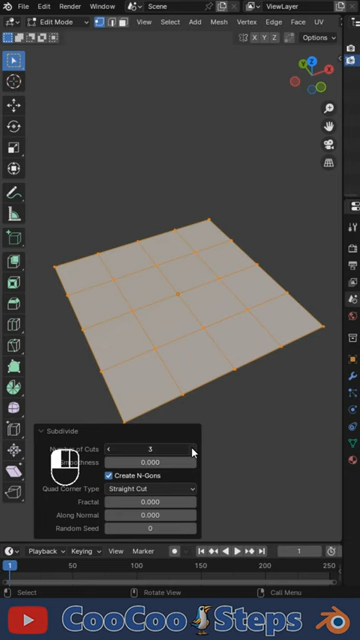 File Edit Render Window Scene ViewLayer
Edit Mode View Select Add Mesh Vertex Edge Face UV
X Y Z Options
Z
Y
X
Subdivide
Number of Cuts 3
Smoothness 0.000
Create N-Gons
Quad Corner Type Straight Cut
Fractal 0.000
Along Normal 0.000
Random Seed 0
Playback Keying View Marker 1
1 50 100 150 200 250
Select Rotate View Call Menu
CooCoo Steps